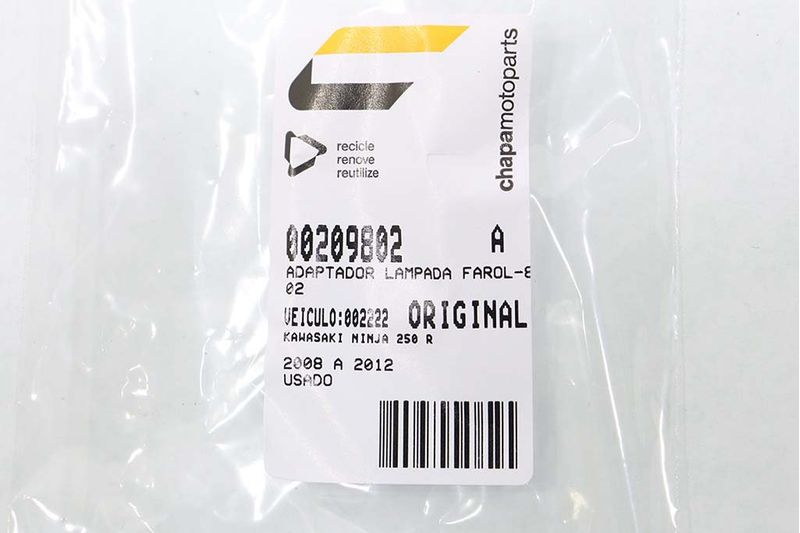 chapamotoparts
recicle
renove
reutilize
00209802 A
ADAPTADOR LAMPADA FAROL-8
02
VEICULO:002222 ORIGINAL
KAWASAKI NINJA 250 R
2008 A 2012
USADO